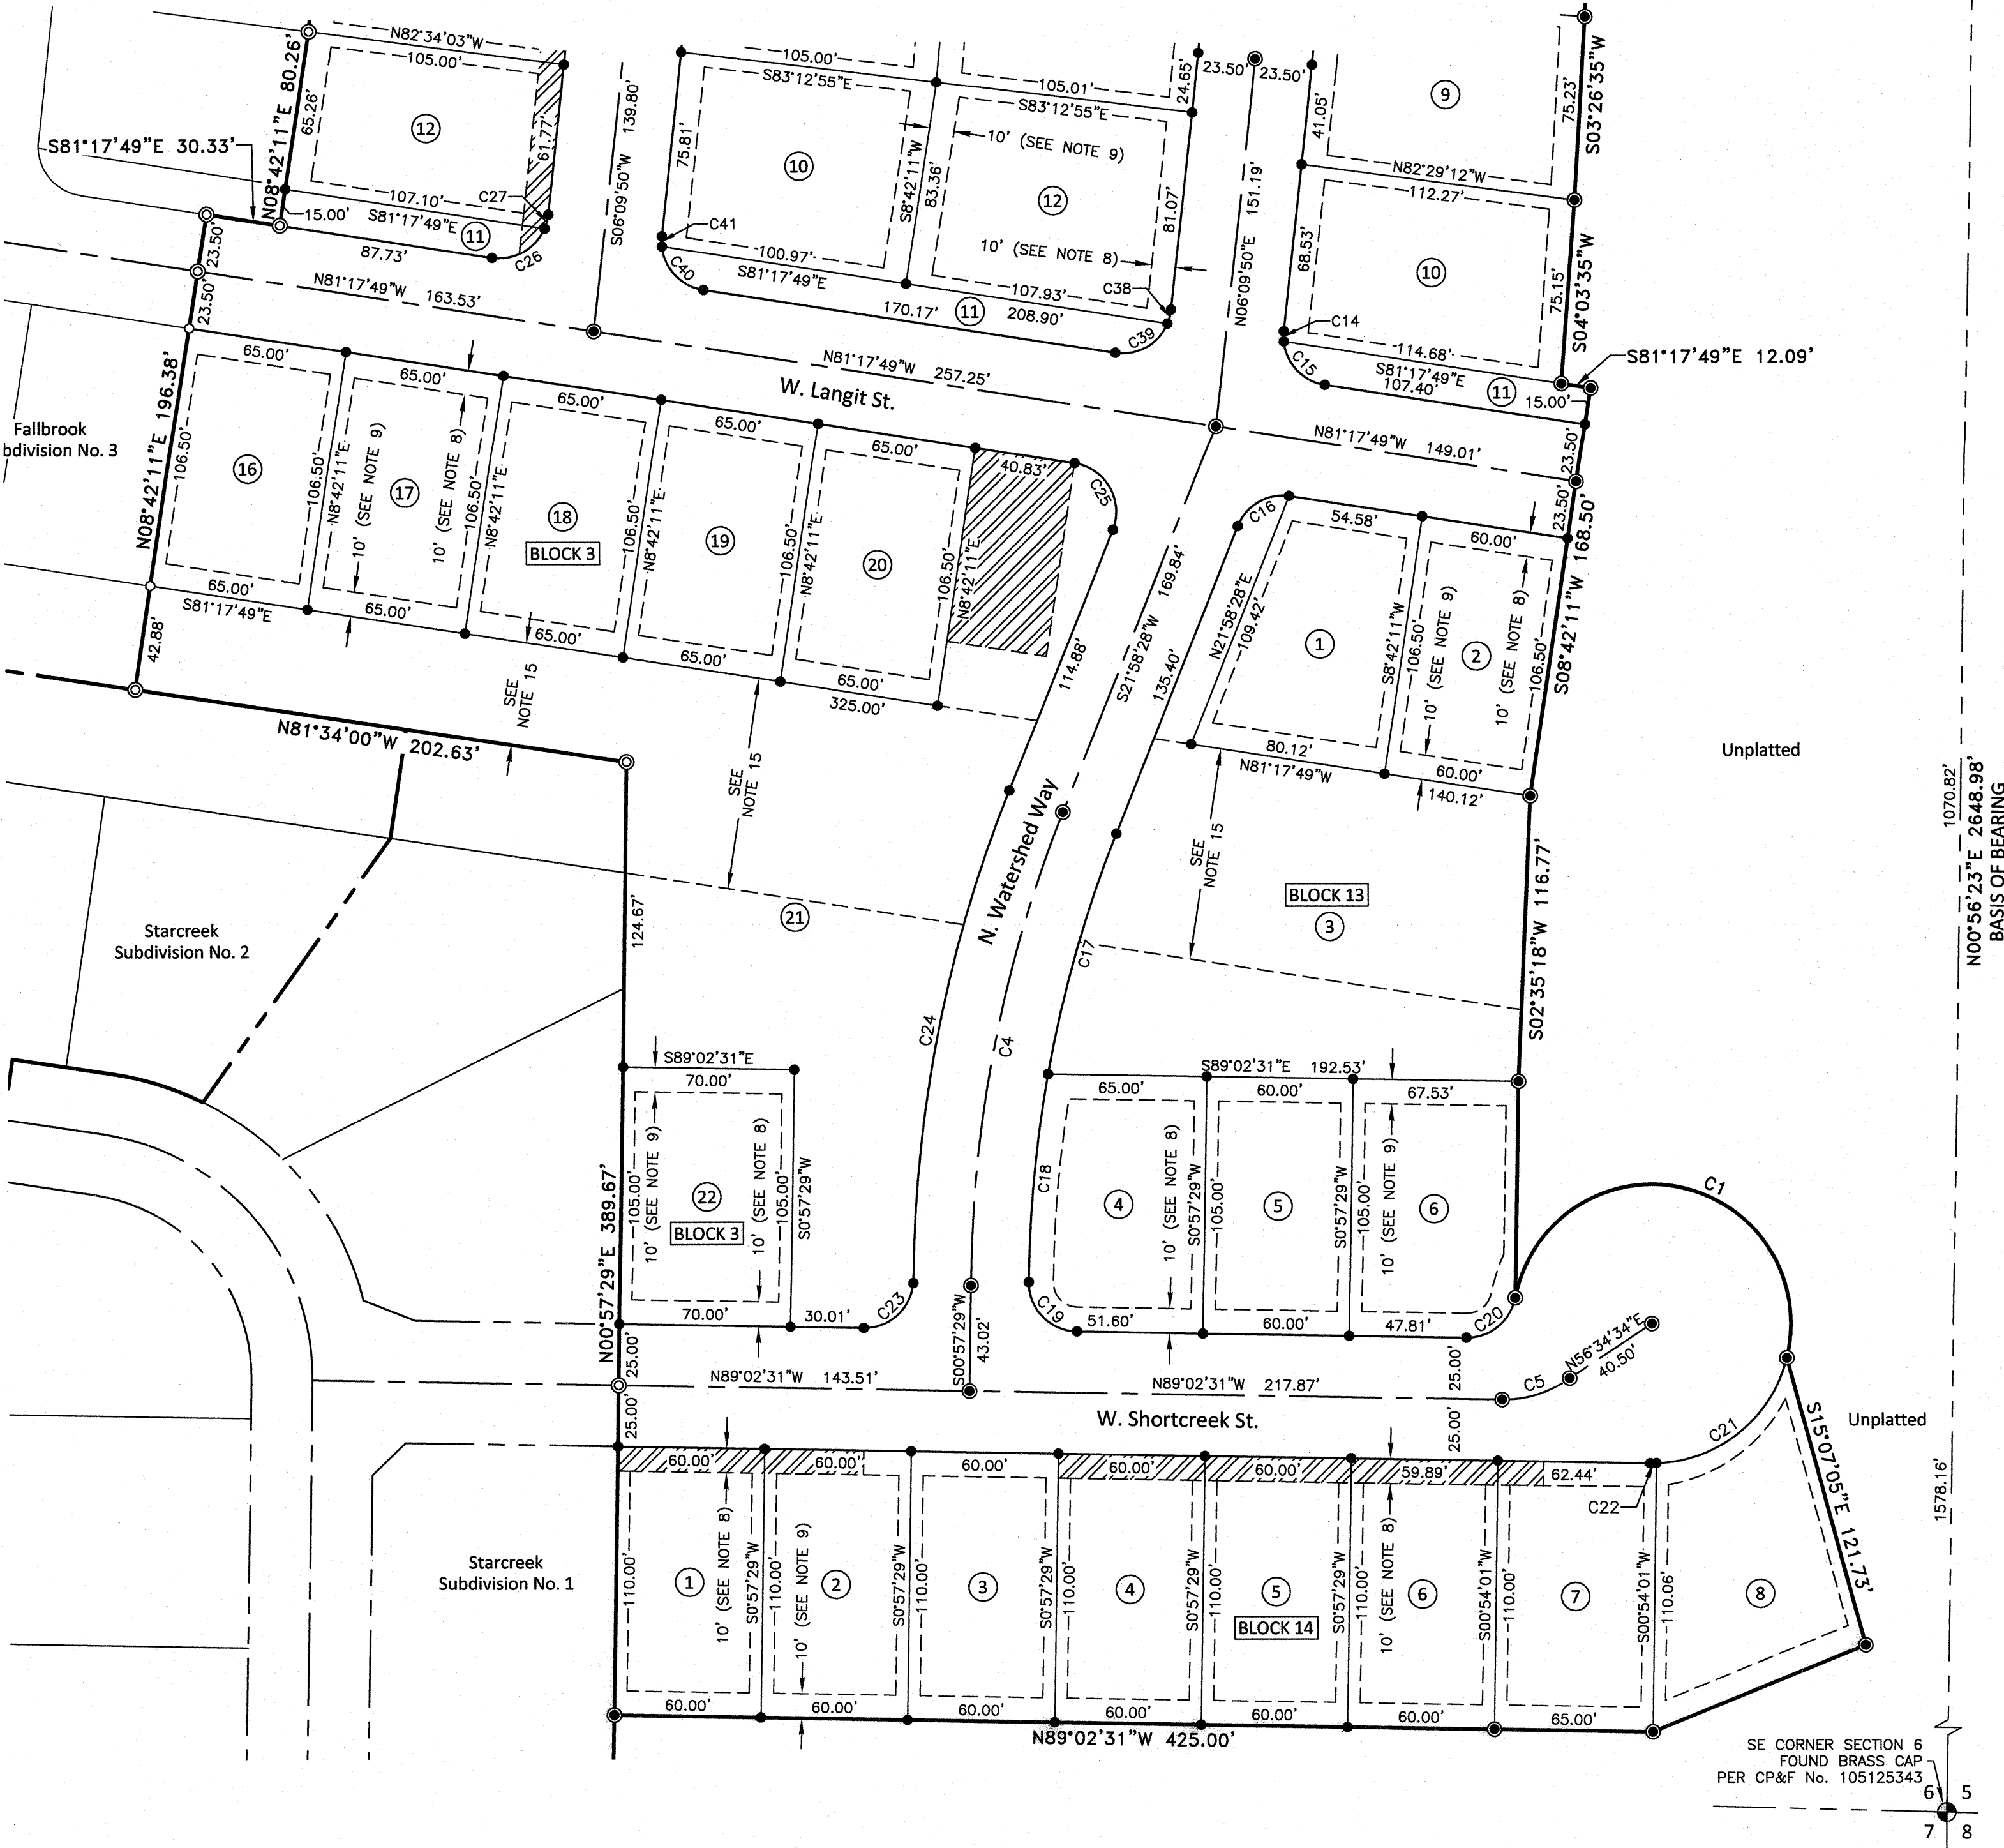 N82°34'03"W
105.00'
N08°42'11"E 80.26'
65.26'
12
61.77'
S81°17'49"E 30.33'
C27
107.10'
S81°17'49"E
15.00'
11
87.73'
C26
S06°09'50"W 139.80'
105.00'
S83°12'55"E
75.81'
10
S8°42'11"W
83.36'
C41
C40
100.97'
S81°17'49"E
170.17'
11
208.90'
105.01'
S83°12'55"E
24.65'
10' (SEE NOTE 9)
12
81.07'
10' (SEE NOTE 8)
107.93'
C38
C39
23.50'
23.50'
N06°09'50"E 151.19'
41.05'
9
75.23'
S03°26'35"W
N82°29'12"W
112.27'
68.53'
10
75.15'
S04°03'35"W
C14
C15
114.68'
S81°17'49"E
107.40'
11
15.00'
S81°17'49"E 12.09'
23.50'
23.50'
N81°17'49"W 163.53'
N81°17'49"W 257.25'
W. Langit St.
N81°17'49"W 149.01'
23.50'
23.50'
Fallbrook
bdivision No. 3
N08°42'11"E 196.38'
65.00'
65.00'
65.00'
65.00'
65.00'
40.83'
C25
106.50'
16
106.50'
N8°42'11"E
10' (SEE NOTE 9)
17
10' (SEE NOTE 8)
106.50'
N8°42'11"E
18
BLOCK 3
106.50'
N8°42'11"E
19
106.50'
N8°42'11"E
20
106.50'
N8°42'11"E
65.00'
S81°17'49"E
65.00'
65.00'
65.00'
65.00'
325.00'
42.88'
SEE
NOTE 15
N81°34'00"W 202.63'
SEE
NOTE 15
114.88'
S21°58'28"W 169.84'
135.40'
C16
54.58'
60.00'
N21°58'28"E
109.42'
1
S8°42'11"W
106.50'
10' (SEE NOTE 9)
2
10' (SEE NOTE 8)
106.50'
S08°42'11"W 168.50'
80.12'
N81°17'49"W
60.00'
140.12'
Unplatted
1070.82'
N00°56'23"E 2648.98'
BASIS OF BEARING
SEE
NOTE 15
BLOCK 13
3
S02°35'18"W 116.77'
N. Watershed Way
C17
C24
C4
21
124.67'
Starcreek
Subdivision No. 2
S89°02'31"E
70.00'
N00°57'29"E 389.67'
105.00'
10' (SEE NOTE 9)
22
BLOCK 3
10' (SEE NOTE 8)
105.00'
S0°57'29"W
70.00'
30.01'
C23
S00°57'29"W
43.02'
S89°02'31"E 192.53'
65.00'
60.00'
67.53'
C18
4
10' (SEE NOTE 8)
S0°57'29"W
105.00'
5
S0°57'29"W
105.00'
10' (SEE NOTE 9)
6
C19
51.60'
60.00'
47.81'
C20
C1
N56°34'34"E
40.50'
C5
25.00'
25.00'
N89°02'31"W 143.51'
N89°02'31"W 217.87'
25.00'
25.00'
W. Shortcreek St.
C21
Unplatted
S15°07'05"E 121.73'
1578.16'
60.00'
60.00'
60.00'
60.00'
60.00'
59.89'
62.44'
C22
Starcreek
Subdivision No. 1
110.00'
1
10' (SEE NOTE 8)
S0°57'29"W
110.00'
10' (SEE NOTE 9)
2
S0°57'29"W
110.00'
3
S0°57'29"W
110.00'
4
S0°57'29"W
110.00'
5
BLOCK 14
S0°57'29"W
110.00'
10' (SEE NOTE 8)
6
S00°54'01"W
110.00'
7
S00°54'01"W
110.06'
8
60.00'
60.00'
60.00'
60.00'
60.00'
60.00'
65.00'
N89°02'31"W 425.00'
SE CORNER SECTION 6
FOUND BRASS CAP
PER CP&F No. 105125343
6 5
7 8